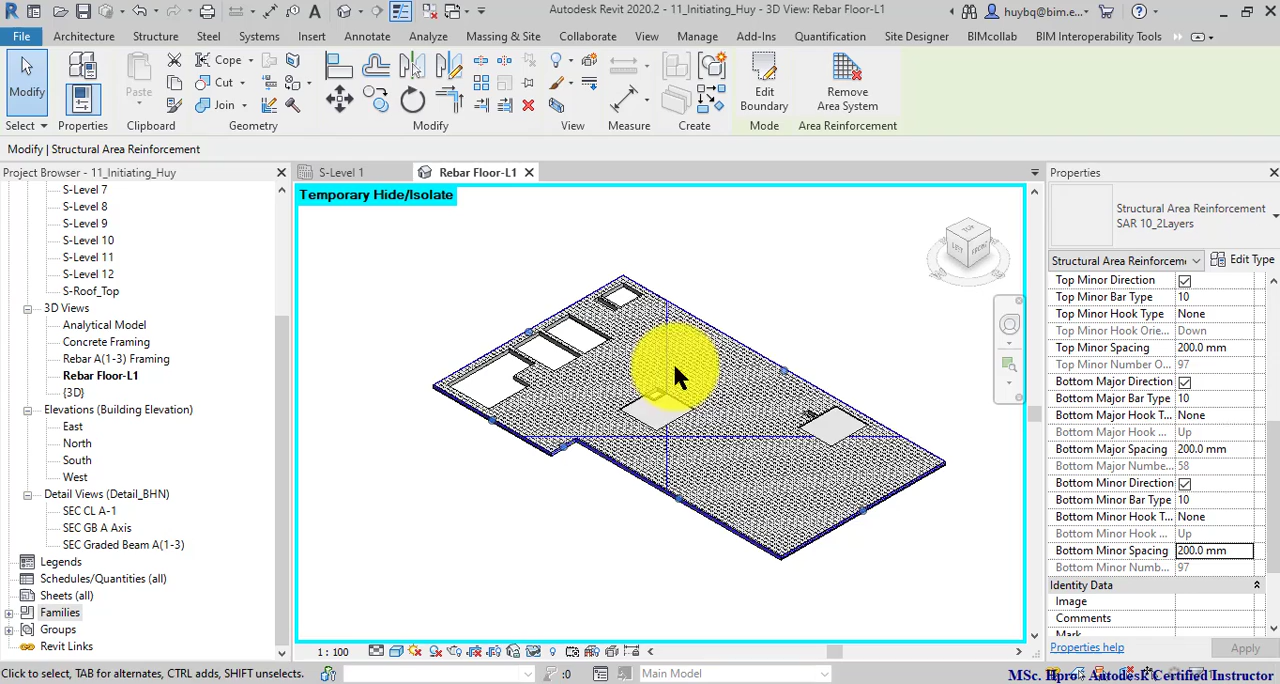 Autodesk Revit 2020.2 - 11_Initiating_Huy - 3D View: Rebar Floor-L1
huybq@bim.e...
File
Architecture
Structure
Steel
Systems
Insert
Annotate
Analyze
Massing & Site
Collaborate
View
Manage
Add-Ins
Quantification
Site Designer
BIMcollab
BIM Interoperability Tools
Modify
Paste
Cope
Cut
Join
Edit
Boundary
Remove
Area System
Select
Properties
Clipboard
Geometry
Modify
View
Measure
Create
Mode
Area Reinforcement
Modify | Structural Area Reinforcement
Project Browser - 11_Initiating_Huy
S-Level 7
S-Level 8
S-Level 9
S-Level 10
S-Level 11
S-Level 12
S-Roof_Top
3D Views
Analytical Model
Concrete Framing
Rebar A(1-3) Framing
Rebar Floor-L1
{3D}
Elevations (Building Elevation)
East
North
South
West
Detail Views (Detail_BHN)
SEC CL A-1
SEC GB A Axis
SEC Graded Beam A(1-3)
Legends
Schedules/Quantities (all)
Sheets (all)
Families
Groups
Revit Links
S-Level 1
Rebar Floor-L1
Temporary Hide/Isolate
TOP
LEFT
FRONT
1 : 100
Properties
Structural Area Reinforcement
SAR 10_2Layers
Structural Area Reinforcem
Edit Type
Top Minor Direction
Top Minor Bar Type 10
Top Minor Hook Type None
Top Minor Hook Orie... Down
Top Minor Spacing 200.0 mm
Top Minor Number O... 97
Bottom Major Direction
Bottom Major Bar Type 10
Bottom Major Hook T... None
Bottom Major Hook ... Up
Bottom Major Spacing 200.0 mm
Bottom Major Numbe... 58
Bottom Minor Direction
Bottom Minor Bar Type 10
Bottom Minor Hook T... None
Bottom Minor Hook ... Up
Bottom Minor Spacing 200.0 mm
Bottom Minor Numb... 97
Identity Data
Image
Comments
Mark
Properties help
Apply
Click to select, TAB for alternates, CTRL adds, SHIFT unselects.
:0
Main Model
MSc. Hpro - Autodesk Certified Instructor